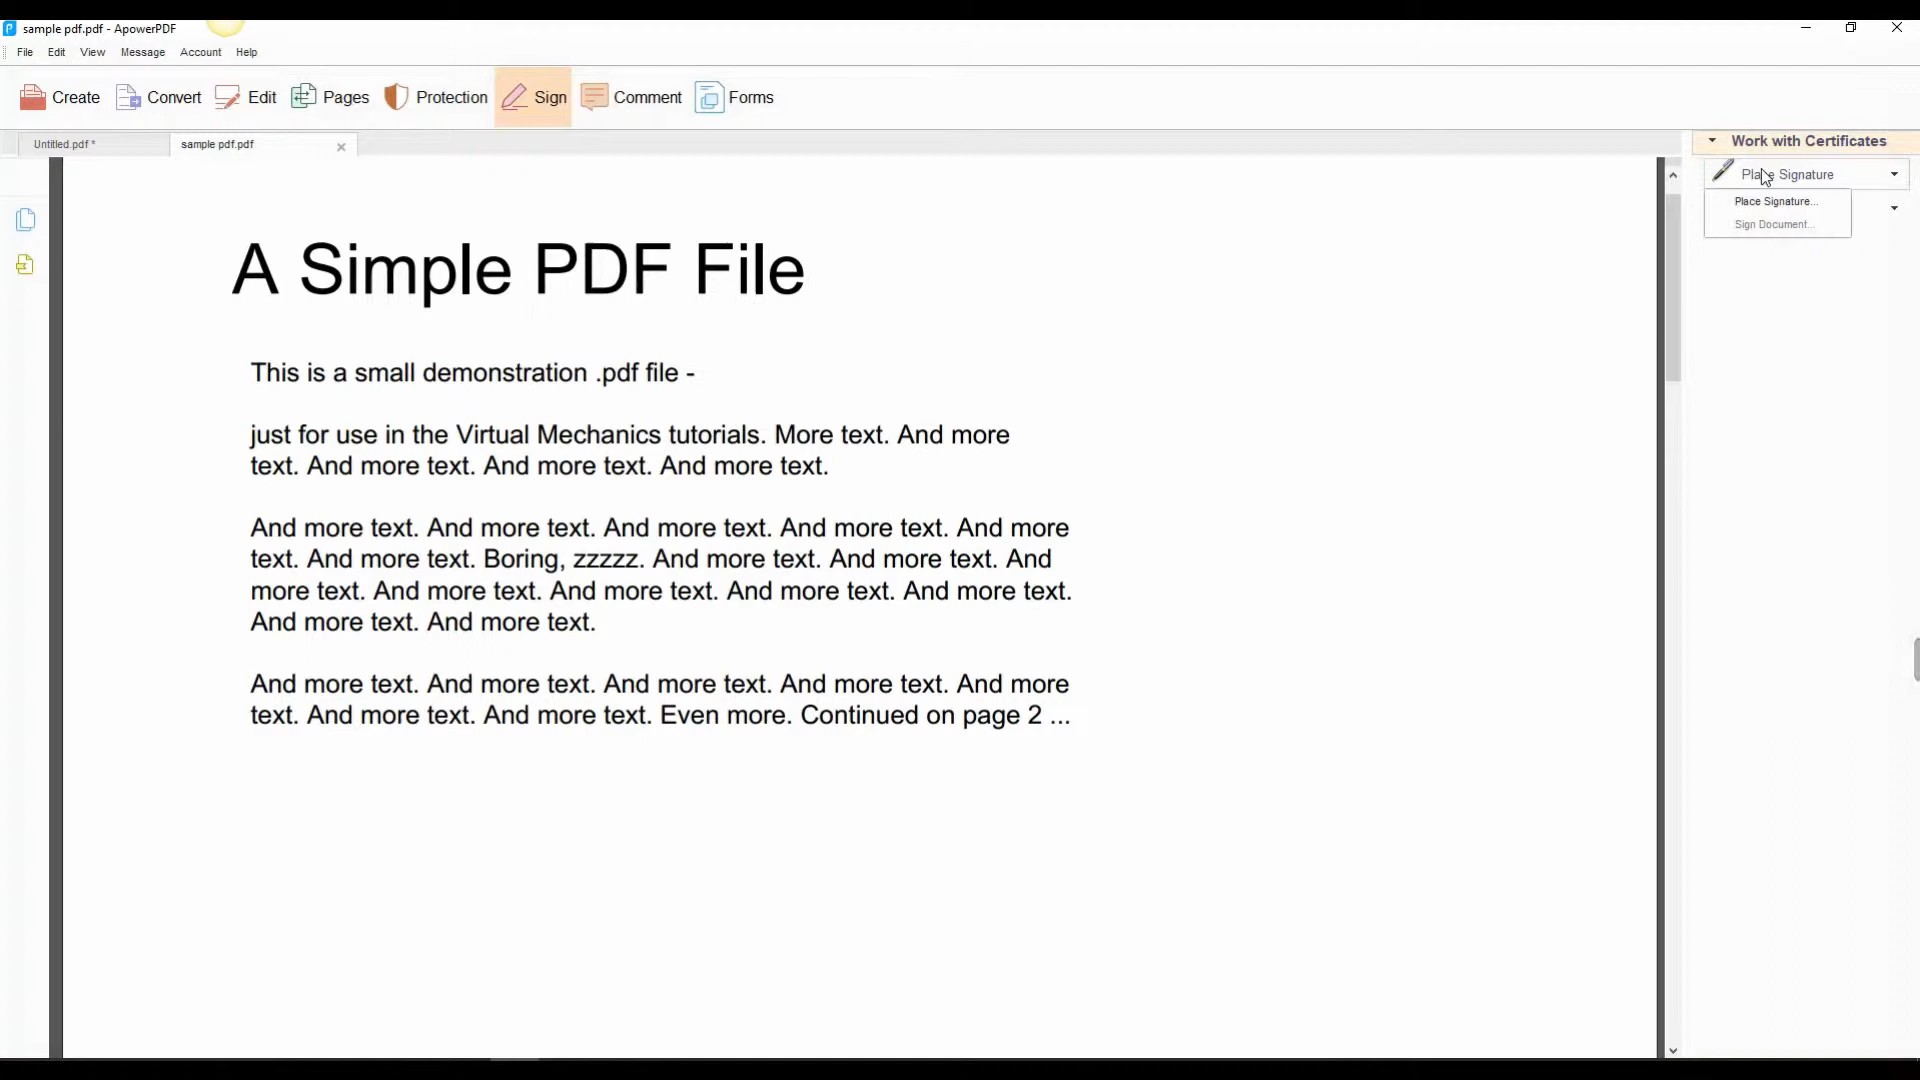 sample pdf.pdf - ApowerPDF
File Edit View Message Account Help
Create Convert Edit Pages Protection Sign Comment Forms
Untitled.pdf * sample pdf.pdf
Work with Certificates
Place Signature
Place Signature...
Sign Document...
A Simple PDF File
This is a small demonstration .pdf file -
just for use in the Virtual Mechanics tutorials. More text. And more
text. And more text. And more text. And more text.
And more text. And more text. And more text. And more text. And more
text. And more text. Boring, zzzzz. And more text. And more text. And
more text. And more text. And more text. And more text. And more text.
And more text. And more text.
And more text. And more text. And more text. And more text. And more
text. And more text. And more text. Even more. Continued on page 2 ...